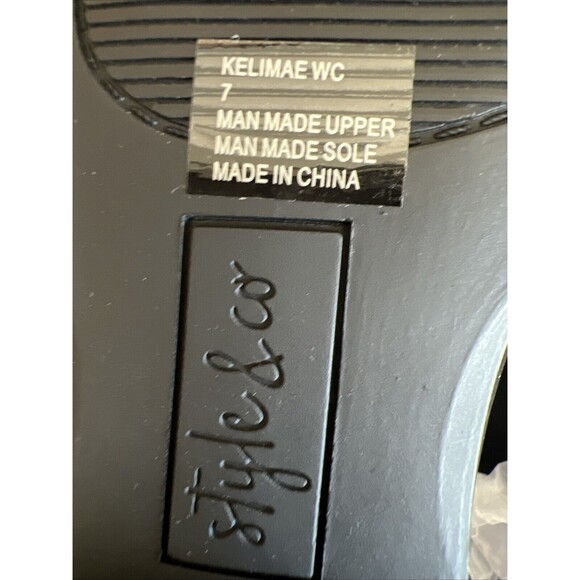 KELIMAE WC
7
MAN MADE UPPER
MAN MADE SOLE
MADE IN CHINA
style & co